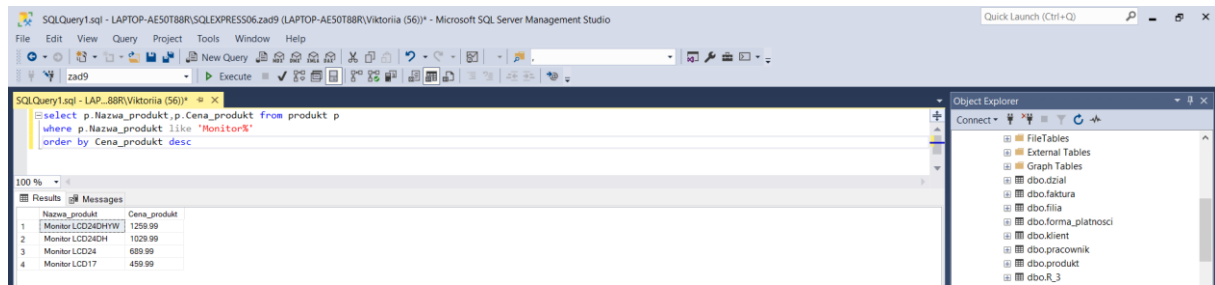 SQLQuery1.sql - LAPTOP-AE50T88R\SQLEXPRESS06.zad9 (LAPTOP-AE50T88R\Viktoriia (56))* - Microsoft SQL Server Management Studio
Quick Launch (Ctrl+Q)
File Edit View Query Project Tools Window Help
New Query
zad9
Execute
SQLQuery1.sql - LAP...88R\Viktoriia (56))*
select p.Nazwa_produkt,p.Cena_produkt from produkt p
where p.Nazwa_produkt like 'Monitor%'
order by Cena_produkt desc
100 %
Results Messages
Nazwa_produkt Cena_produkt
1 Monitor LCD24DHYW 1259.99
2 Monitor LCD24DH 1029.99
3 Monitor LCD24 689.99
4 Monitor LCD17 459.99
Object Explorer
Connect
FileTables
External Tables
Graph Tables
dbo.dzial
dbo.faktura
dbo.filia
dbo.forma_platnosci
dbo.klient
dbo.pracownik
dbo.produkt
dbo.R_3